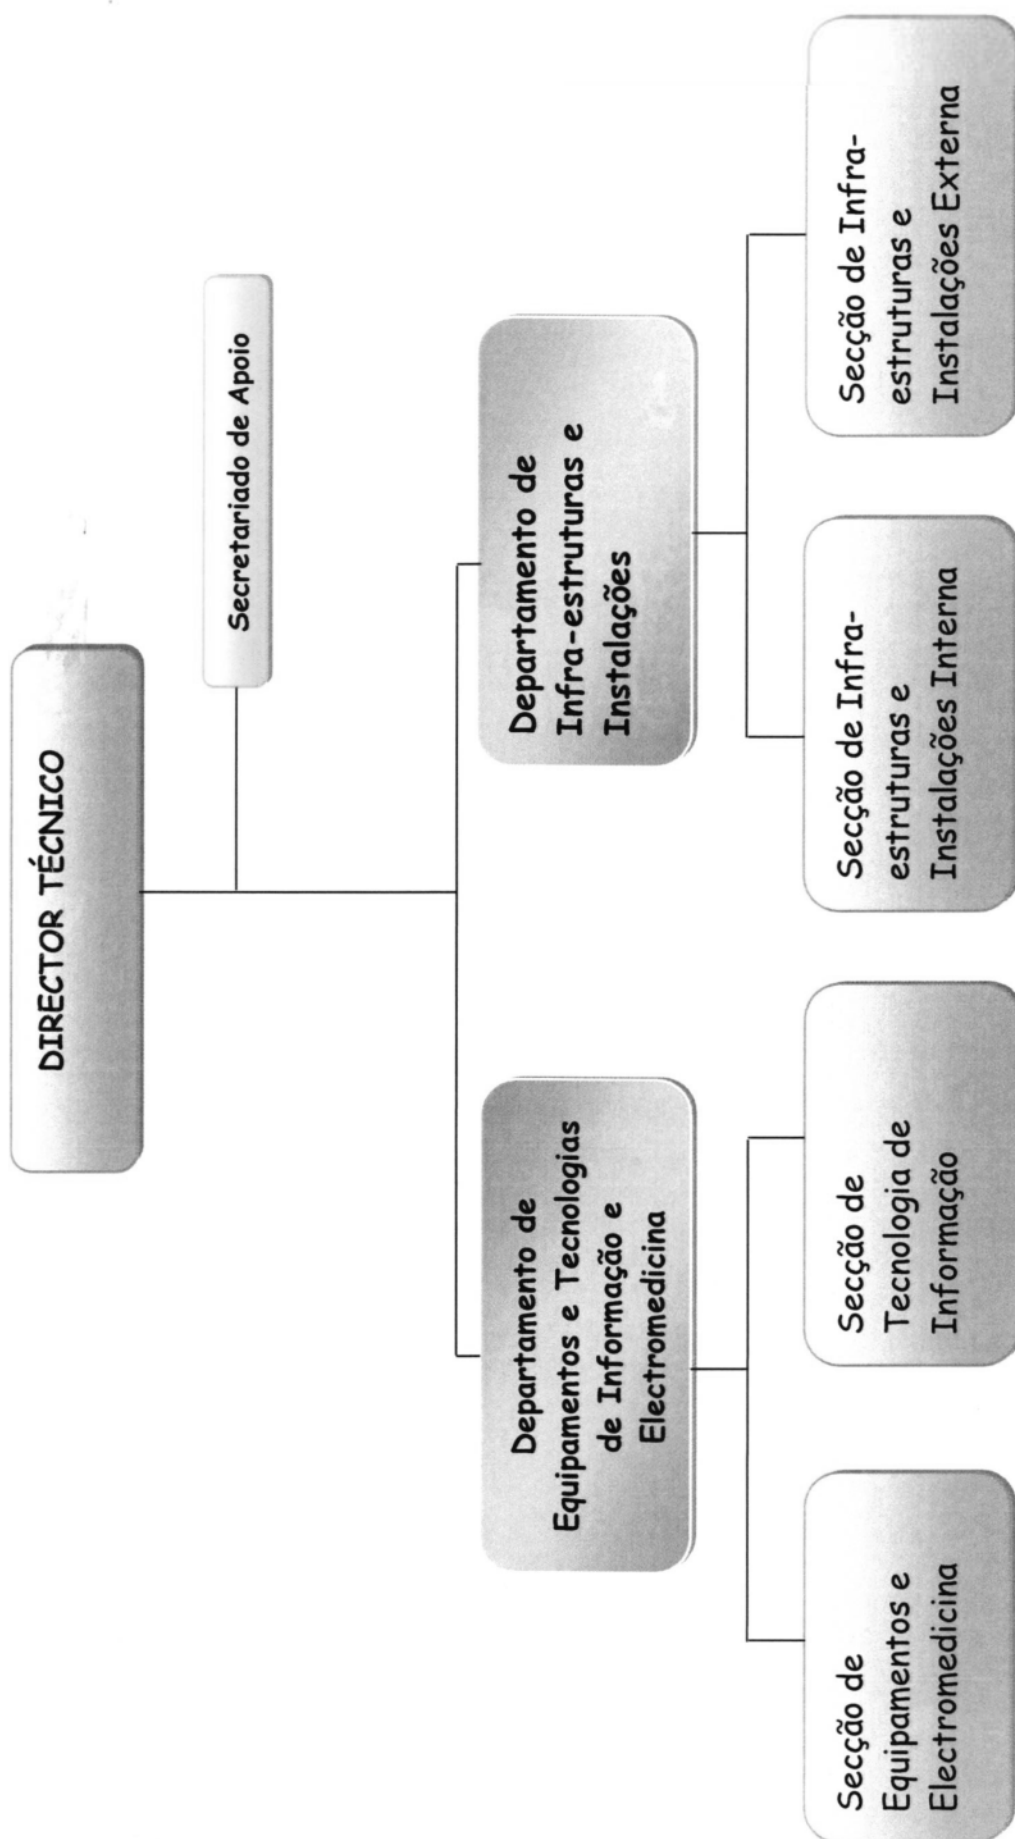 DIRECTOR TÉCNICO
Secretariado de Apoio
Departamento de
Equipamentos e Tecnologias
de Informação e
Electromedicina
Departamento de
Infra-estruturas e
Instalações
Secção de
Equipamentos e
Electromedicina
Secção de
Tecnologia de
Informação
Secção de Infra-
estruturas e
Instalações Interna
Secção de Infra-
estruturas e
Instalações Externa